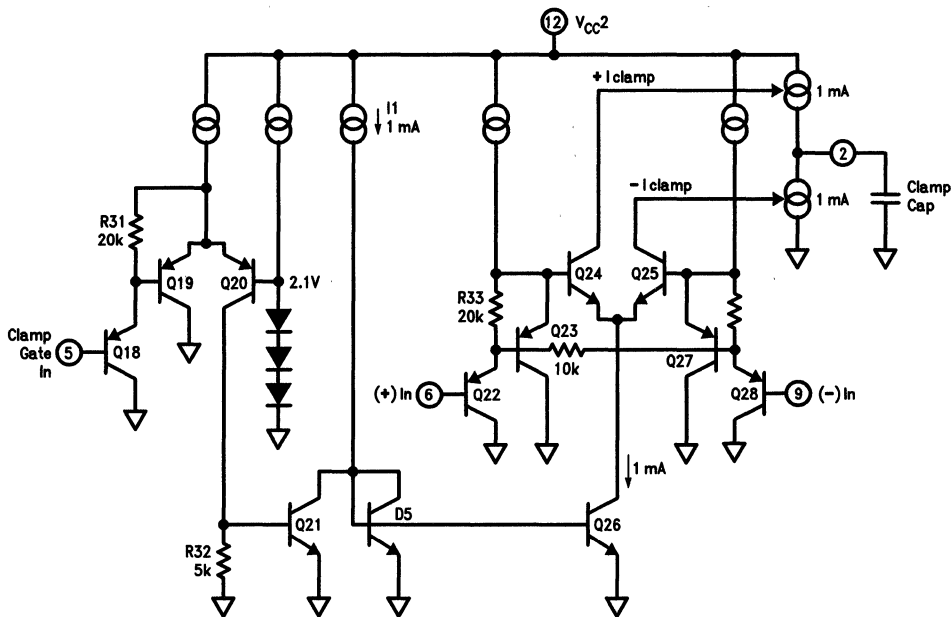 12 VCC2
+I clamp
I1
1 mA
1 mA
2
-I clamp
1 mA
Clamp
Cap
R31
20k
Q19
Q20
2.1V
Q24
Q25
Clamp
Gate
In
5
Q18
R33
20k
Q23
10k
Q27
(+)In 6
Q22
Q28
9 (-)In
1 mA
Q21
D5
Q26
R32
5k